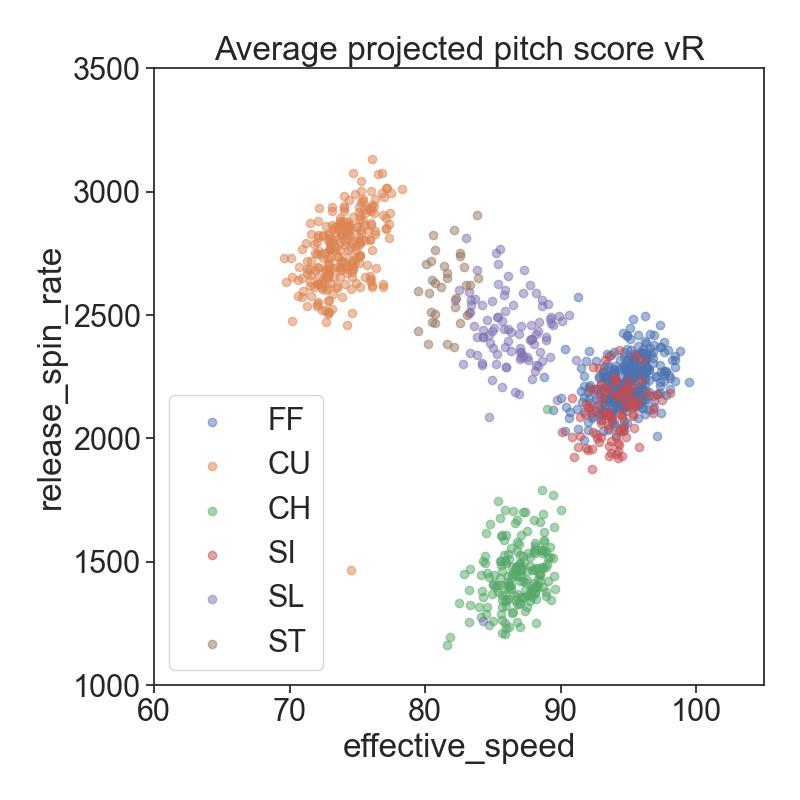 Average projected pitch score vR
release_spin_rate
3500
3000
2500
2000
1500
1000
FF
CU
CH
SI
SL
ST
60 70 80 90 100
effective_speed